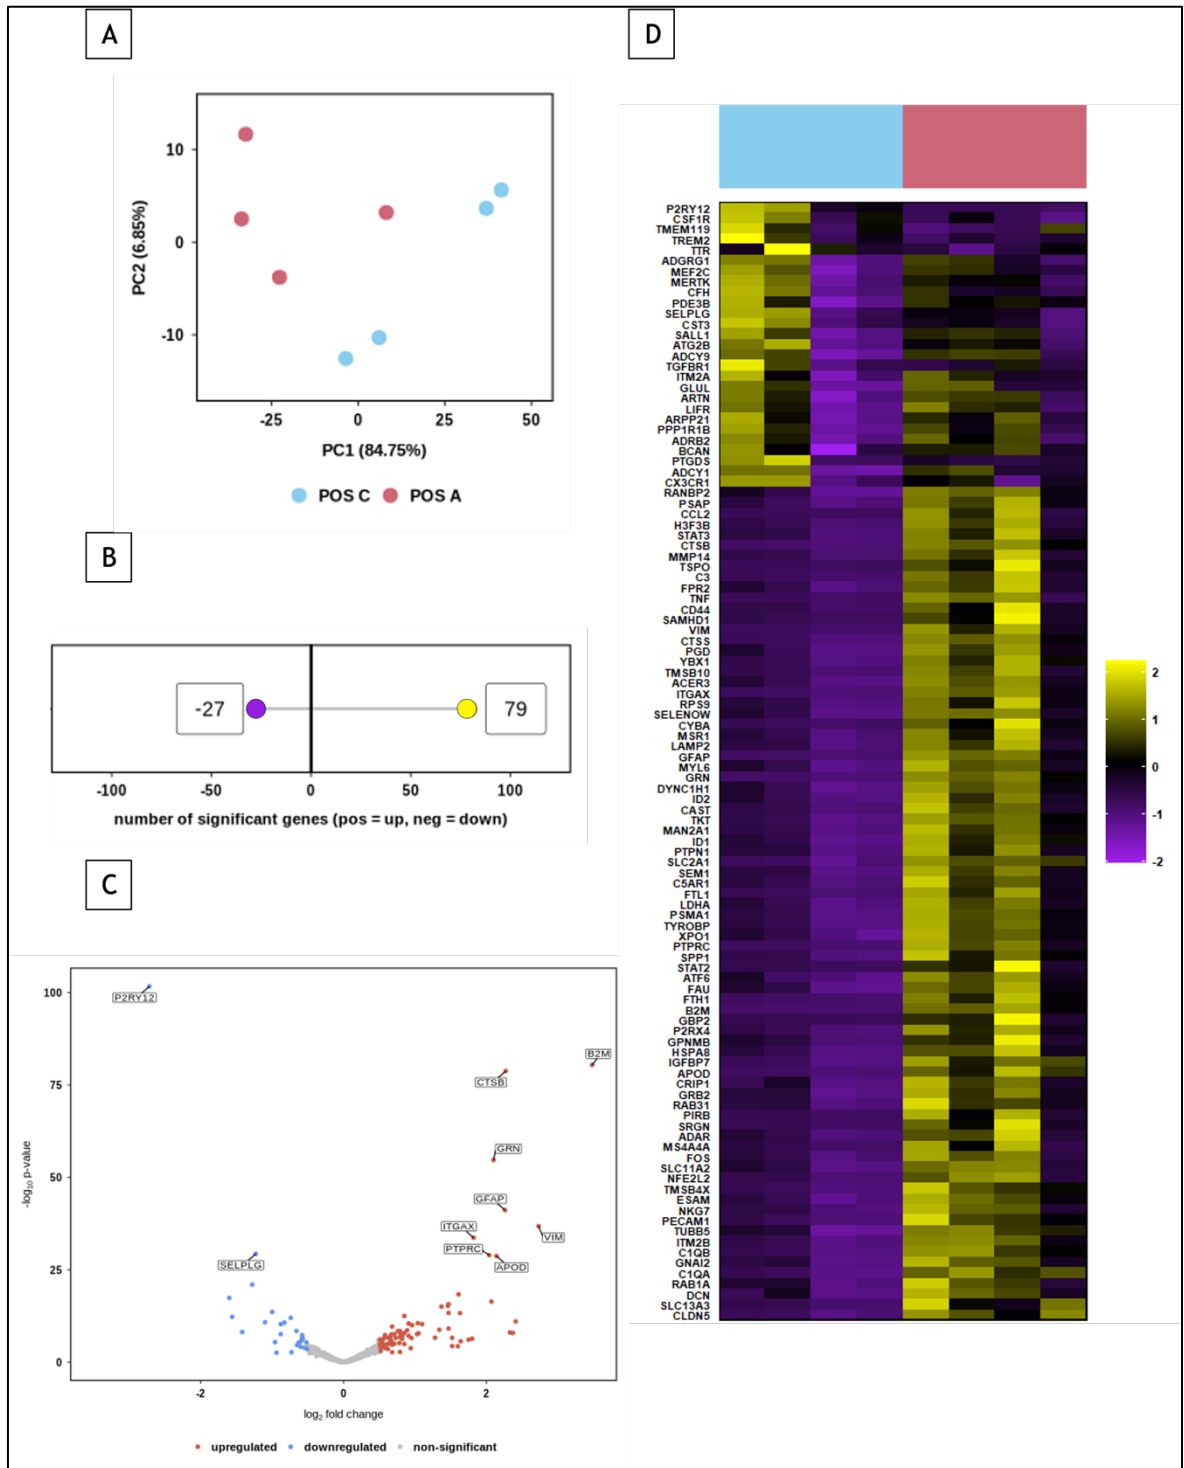 A
10
0
-10
PC2 (6.85%)
-25 0 25 50
PC1 (84.75%)
POS C POS A
B
-27 79
-100 -50 0 50 100
number of significant genes (pos = up, neg = down)
C
100
75
50
25
0
-log10 p-value
P2RY12
B2M
CTSB
GRN
GFAP
ITGAX
VIM
PTPRC
APOD
SELPLG
-2 0 2
log2 fold change
upregulated downregulated non-significant
D
P2RY12
CSF1R
TMEM119
TREM2
TTR
ADGRG1
MEF2C
MERTK
CFH
PDE3B
SELPLG
CST3
SALL1
ATG2B
ADCY9
TGFBR1
ITM2A
GLUL
ARTN
LIFR
ARPP21
PPP1R1B
ADRB2
BCAN
PTGDS
ADCY1
CX3CR1
RANBP2
PSAP
CCL2
H3F3B
STAT3
CTSB
MMP14
TSPO
C3
FPR2
TNF
CD44
SAMHD1
VIM
CTSS
PGD
YBX1
TMSB10
ACER3
ITGAX
RPS9
SELENOW
CYBA
MSR1
LAMP2
GFAP
MYL6
GRN
DYNC1H1
ID2
CAST
TKT
MAN2A1
ID1
PTPN1
SLC2A1
SEM1
C5AR1
FTL1
LDHA
PSMA1
TYROBP
XPO1
PTPRC
SPP1
STAT2
ATF6
FAU
FTH1
B2M
GBP2
P2RX4
GPNMB
HSPA8
IGFBP7
APOD
CRIP1
GRB2
RAB31
PIRB
SRGN
ADAR
MS4A4A
FOS
SLC11A2
NFE2L2
TMSB4X
ESAM
NKG7
PECAM1
TUBB5
ITM2B
C1QB
GNAI2
C1QA
RAB1A
DCN
SLC13A3
CLDN5
2
1
0
-1
-2